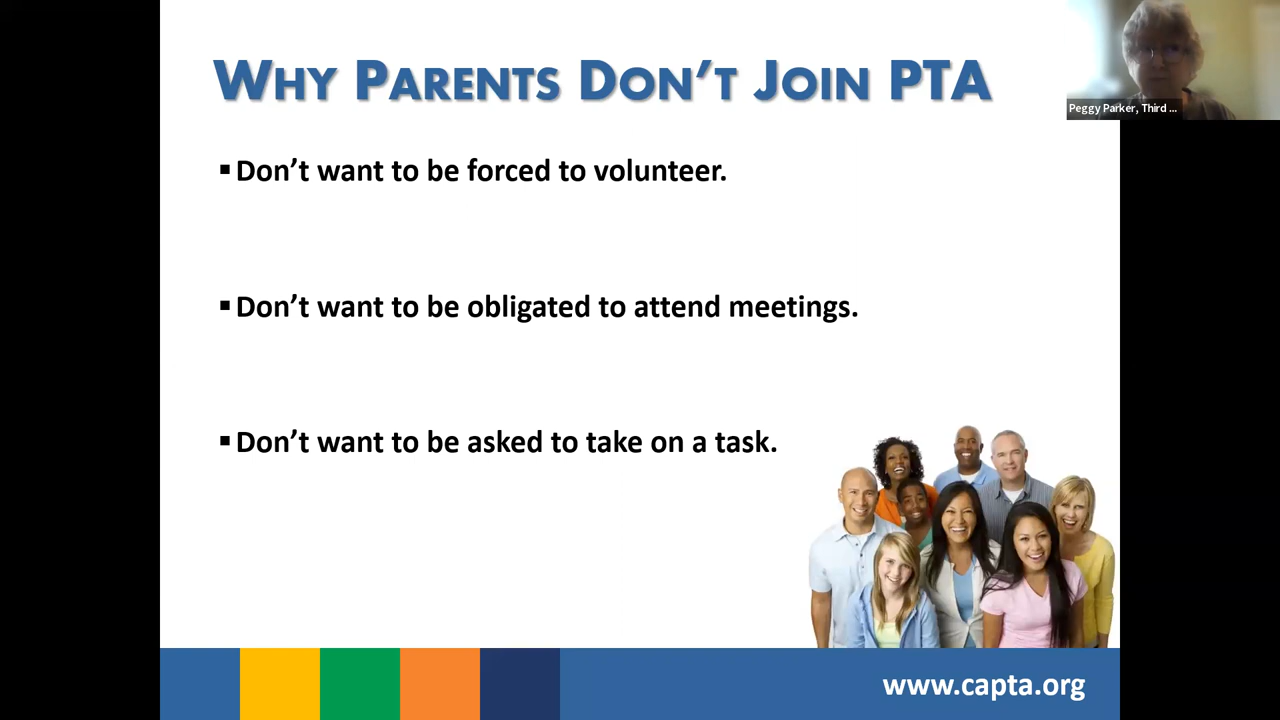 WHY PARENTS DON'T JOIN PTA
Peggy Parker, Third ...
▪ Don't want to be forced to volunteer.
▪ Don't want to be obligated to attend meetings.
▪ Don't want to be asked to take on a task.
www.capta.org